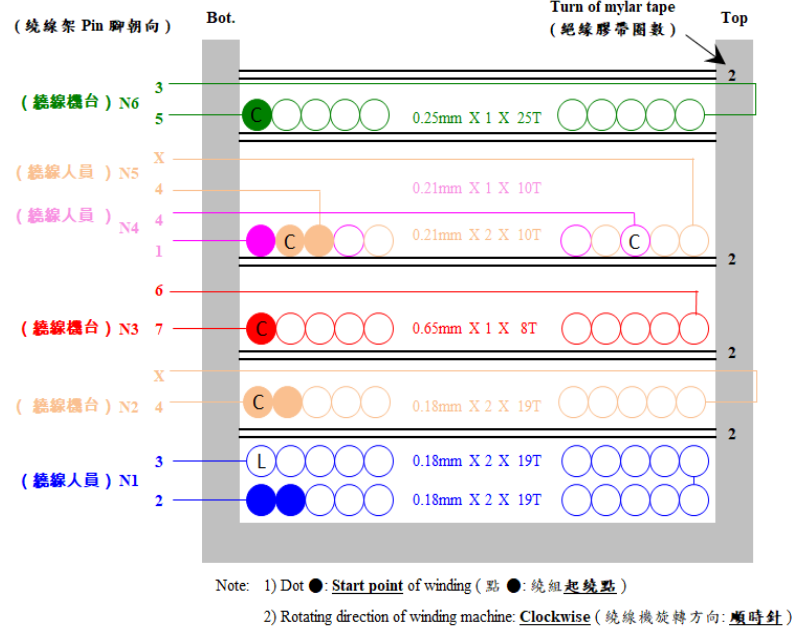 Bot.
Turn of mylar tape
Top
(繞線架 Pin 腳朝向)
(絕緣膠帶圈數)
2
3
(繞線機台) N6
5
C
0.25mm X 1 X 25T
X
(繞線人員) N5
4
0.21mm X 1 X 10T
(繞線人員) N4
4
1
C
0.21mm X 2 X 10T
C
2
6
(繞線機台) N3
7
C
0.65mm X 1 X 8T
2
X
(繞線機台) N2
4
C
0.18mm X 2 X 19T
2
3
L
0.18mm X 2 X 19T
(繞線人員) N1
2
0.18mm X 2 X 19T
Note: 1) Dot ●: Start point of winding (點 ●: 繞組起繞點)
2) Rotating direction of winding machine: Clockwise (繞線機旋轉方向: 順時針)